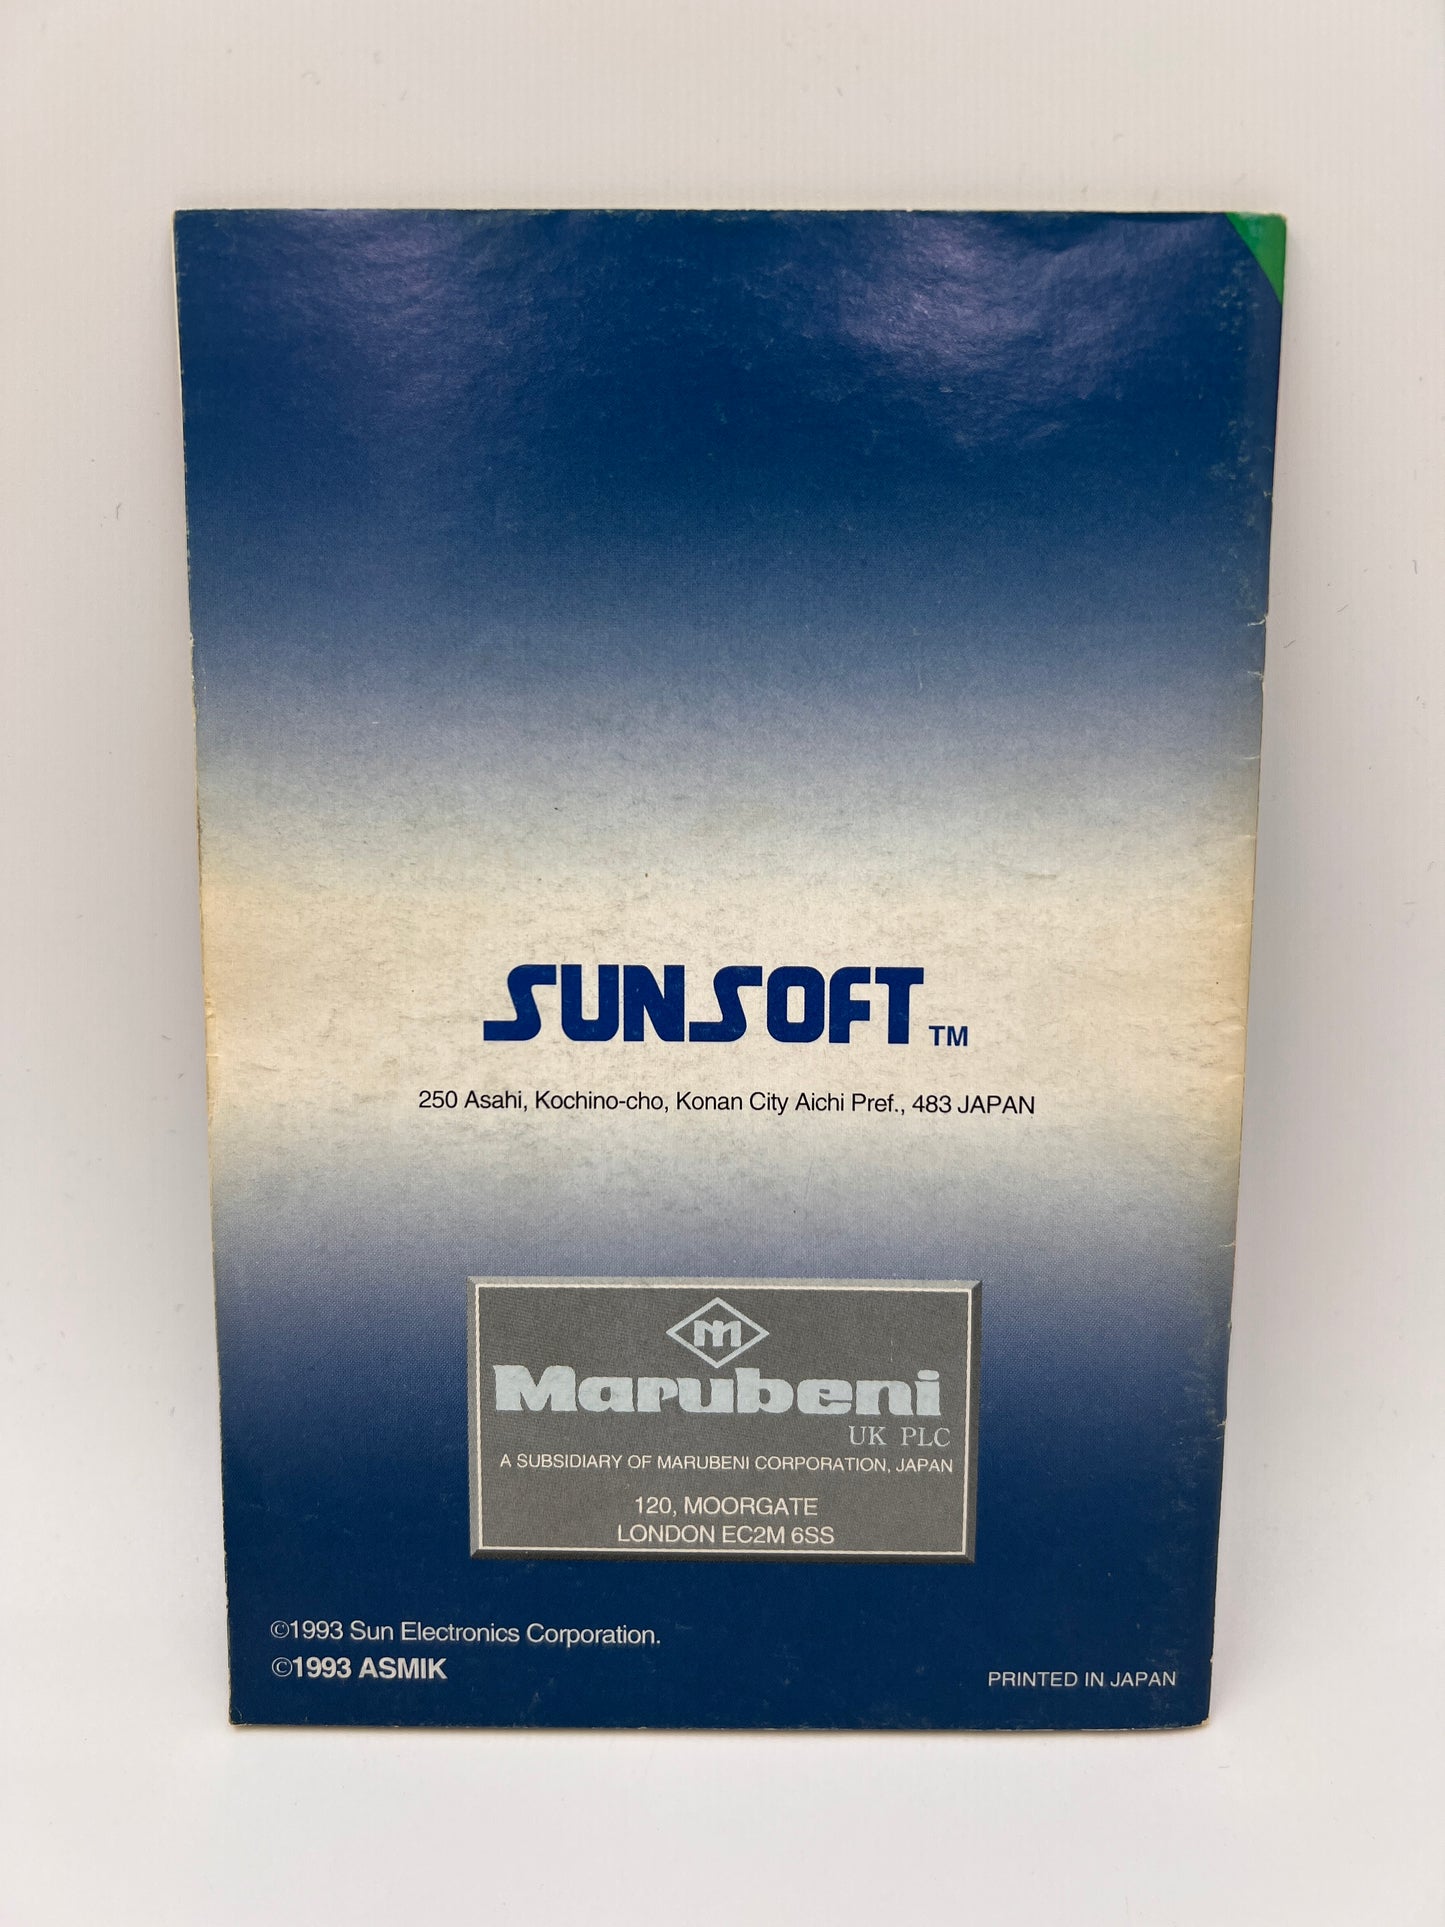 SUNSOFT TM
250 Asahi, Kochino-cho, Konan City Aichi Pref., 483 JAPAN
m
Marubeni
UK PLC
A SUBSIDIARY OF MARUBENI CORPORATION, JAPAN
120, MOORGATE
LONDON EC2M 6SS
©1993 Sun Electronics Corporation.
©1993 ASMIK
PRINTED IN JAPAN